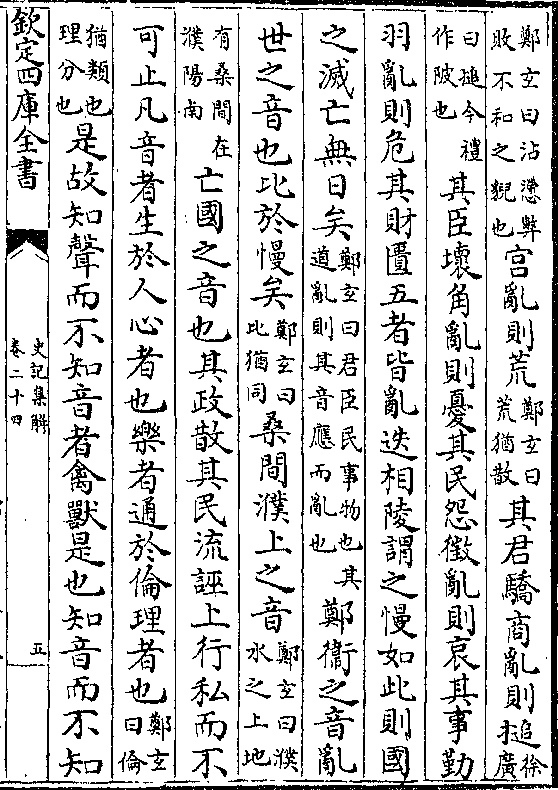 鄭玄曰沾懘弊
敗不和之貌也
宮亂則荒
鄭玄曰
荒猶散
其君驕商亂則搥
徐
廣
曰搥今禮
作陂也
其臣壞角亂則憂其民怨徵亂則哀其事勤
羽亂則危其財匱五者皆亂迭相陵謂之慢如此則國
之滅亡無日矣
鄭玄曰君臣民事物也其
道亂則其音應而亂也
鄭衞之音亂
世之音也比於慢矣
鄭玄曰
比猶同
桑間濮上之音
鄭玄曰濮
水之上地
有桑間在
濮陽南
亡國之音也其政散其民流誣上行私而不
可止凡音者生於人心者也樂者通於倫理者也
鄭玄
曰倫
猶類也
理分也
是故知聲而不知音者禽獸是也知音而不知
欽定四庫全書
史記集解
卷二十四
五